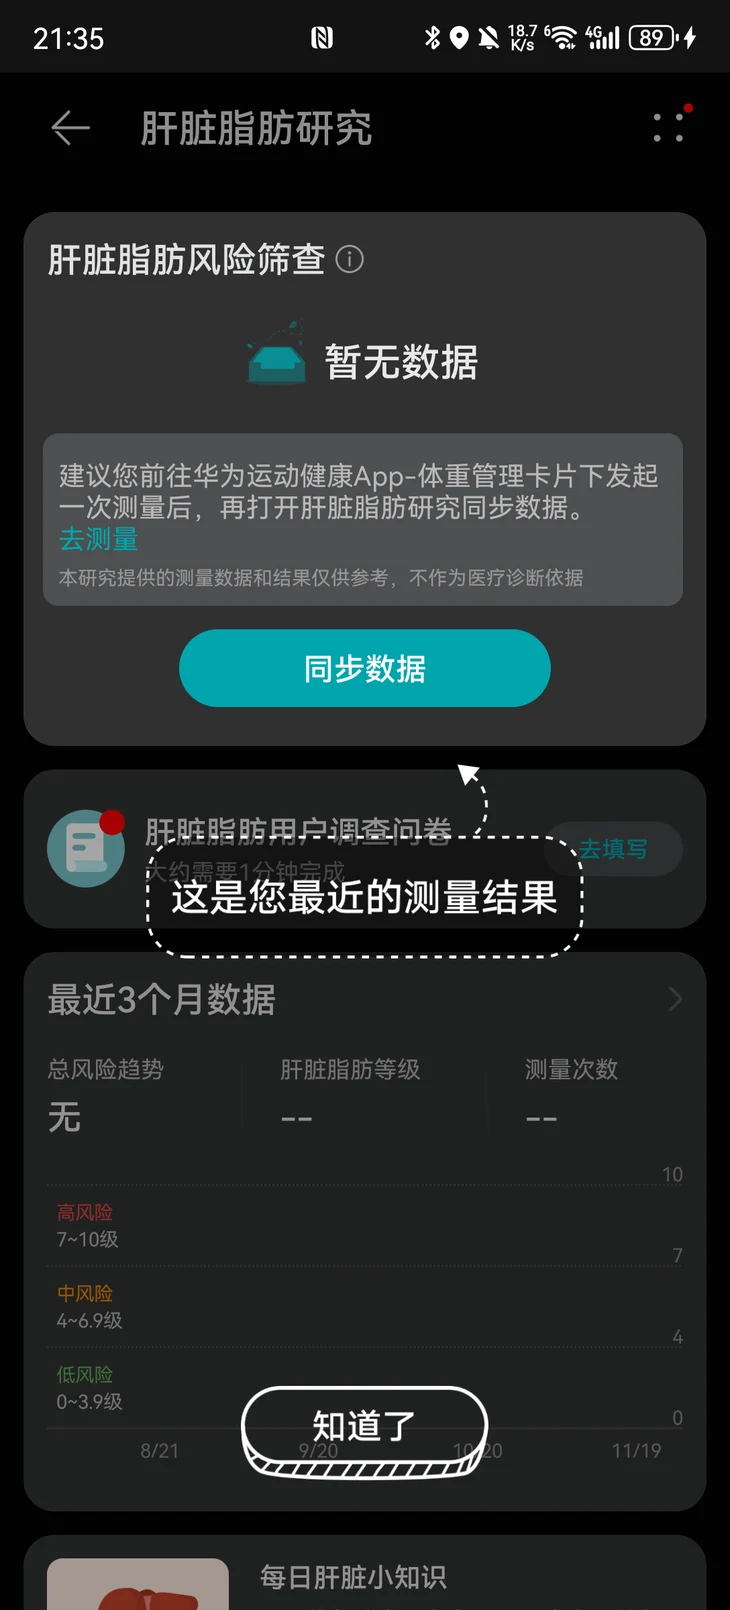 21:35
18.7 K/s
6
4G
89
肝脏脂肪研究
肝脏脂肪风险筛查
暂无数据
建议您前往华为运动健康App-体重管理卡片下发起
一次测量后，再打开肝脏脂肪研究同步数据。
去测量
本研究提供的测量数据和结果仅供参考，不作为医疗诊断依据
同步数据
肝脏脂肪用户调查问卷
大约需要1分钟完成
去填写
这是您最近的测量结果
最近3个月数据
总风险趋势 肝脏脂肪等级 测量次数
无 -- --
10
高风险
7~10级
7
中风险
4~6.9级
4
低风险
0~3.9级
0
知道了
8/21 9/20 10/20 11/19
每日肝脏小知识